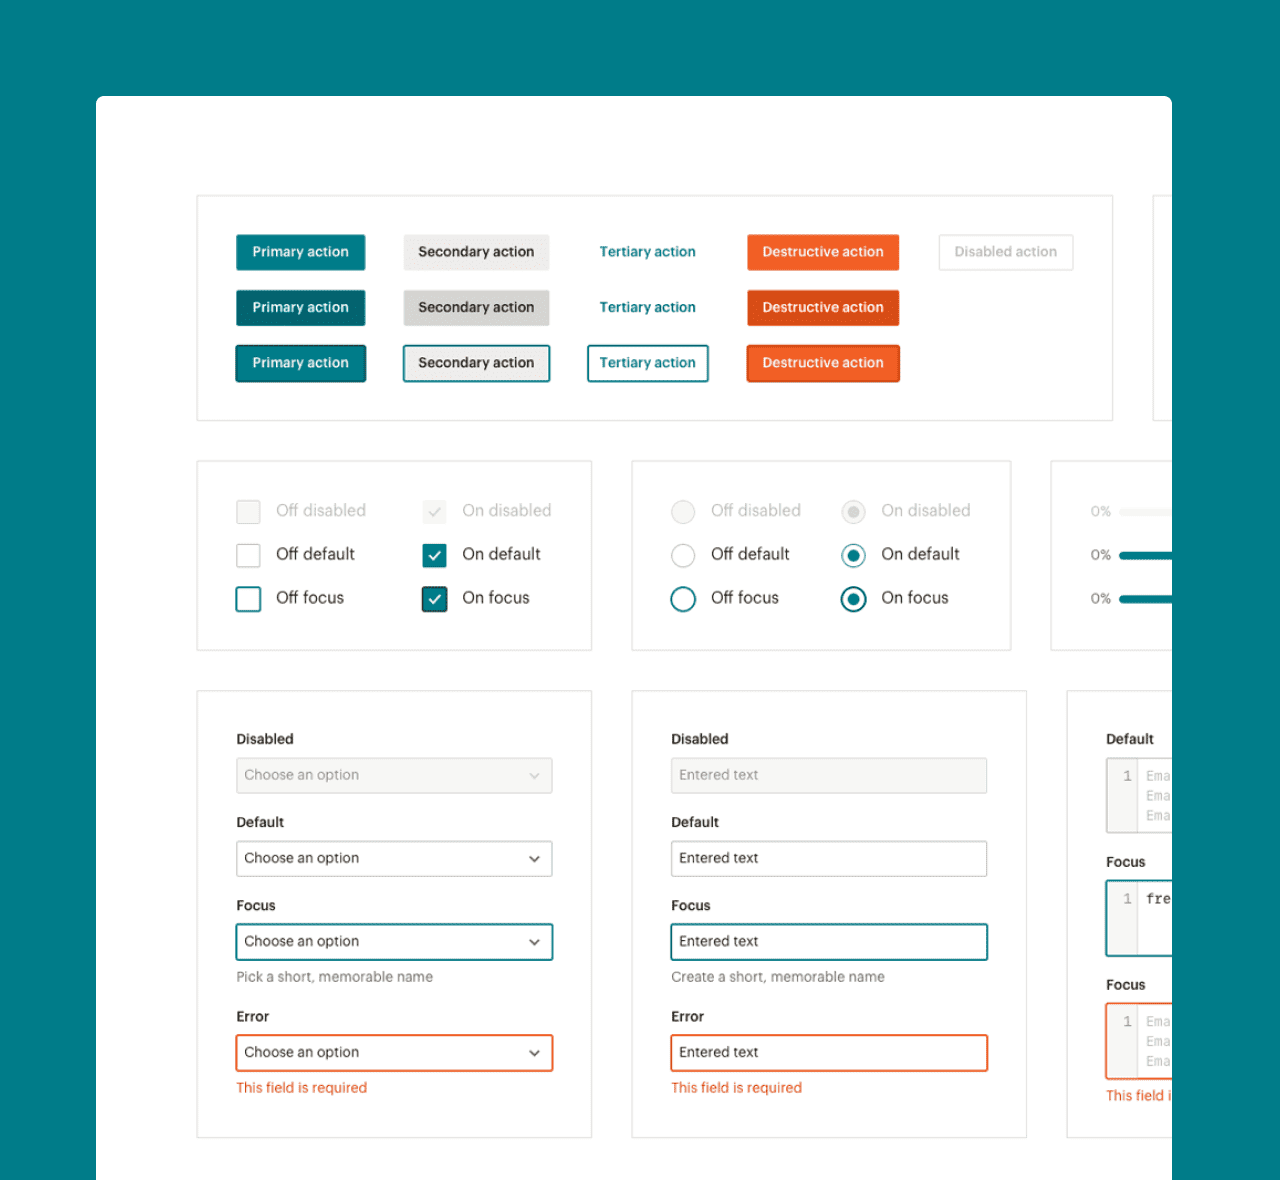 Primary action Secondary action Tertiary action Destructive action Disabled action
Primary action Secondary action Tertiary action Destructive action
Primary action Secondary action Tertiary action Destructive action
Off disabled On disabled
Off default On default
Off focus On focus
Off disabled On disabled
Off default On default
Off focus On focus
0%
0%
0%
Disabled
Choose an option
Default
Choose an option
Focus
Choose an option
Pick a short, memorable name
Error
Choose an option
This field is required
Disabled
Entered text
Default
Entered text
Focus
Entered text
Create a short, memorable name
Error
Entered text
This field is required
Default
1 Ema
Ema
Ema
Focus
1 fre
Focus
1 Ema
Ema
Ema
This field i